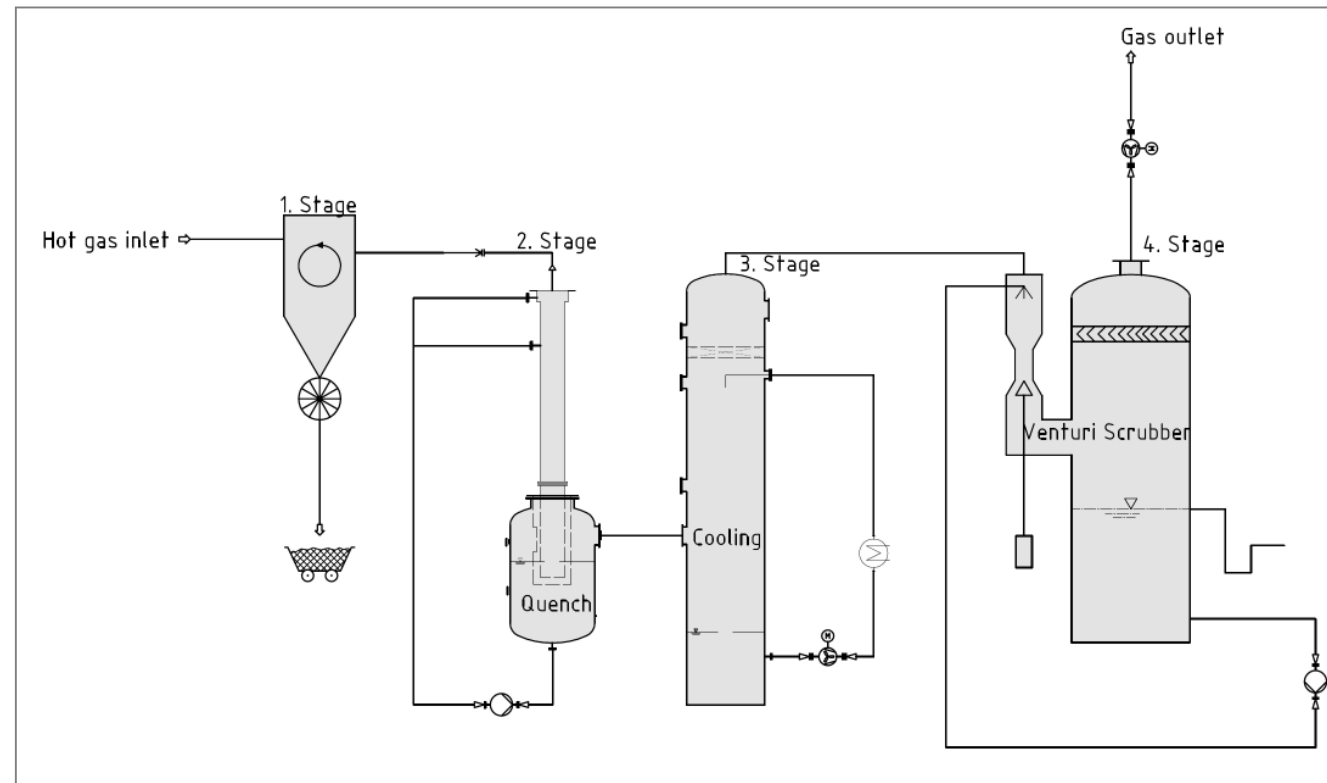 Gas outlet
1. Stage
Hot gas inlet
2. Stage
3. Stage
4. Stage
M
Venturi Scrubber
Cooling
Quench
M